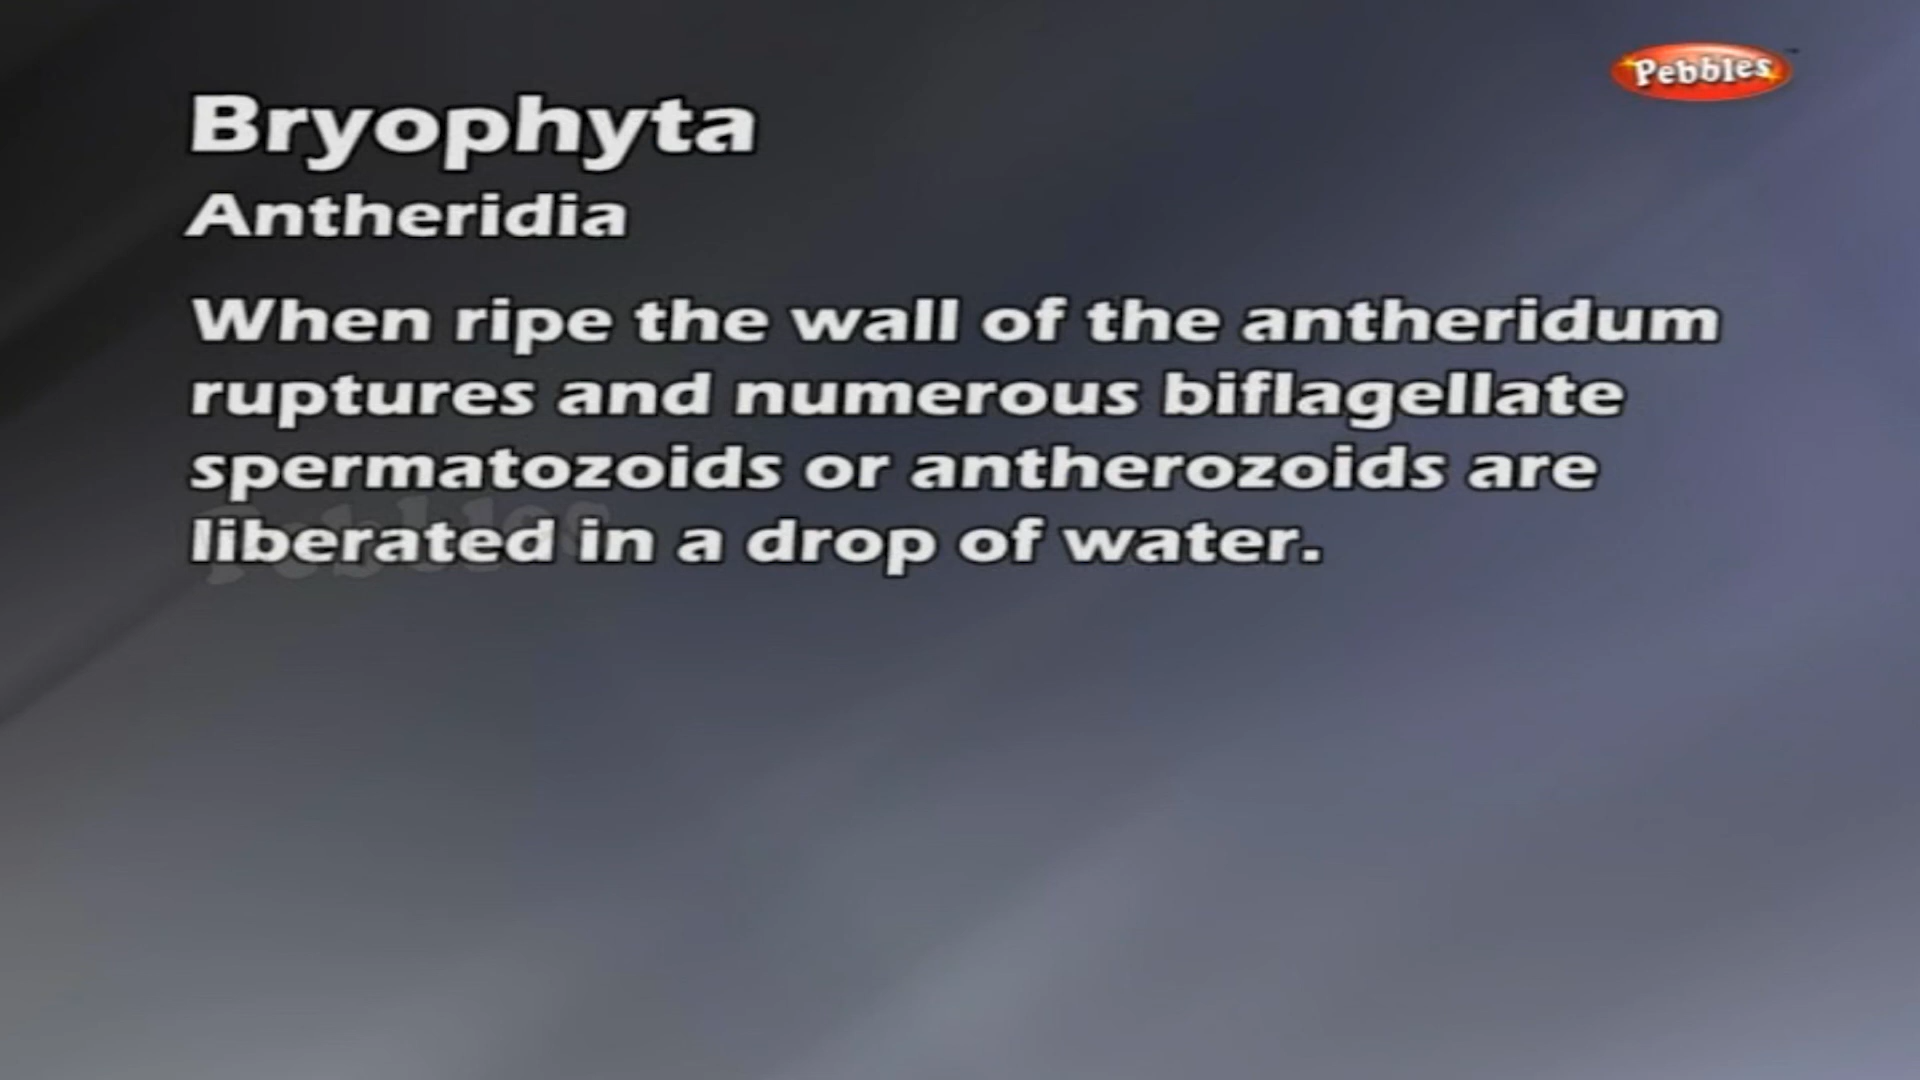 Pebbles
Bryophyta
Antheridia
When ripe the wall of the antheridum
ruptures and numerous biflagellate
spermatozoids or antherozoids are
liberated in a drop of water.
Pebbles